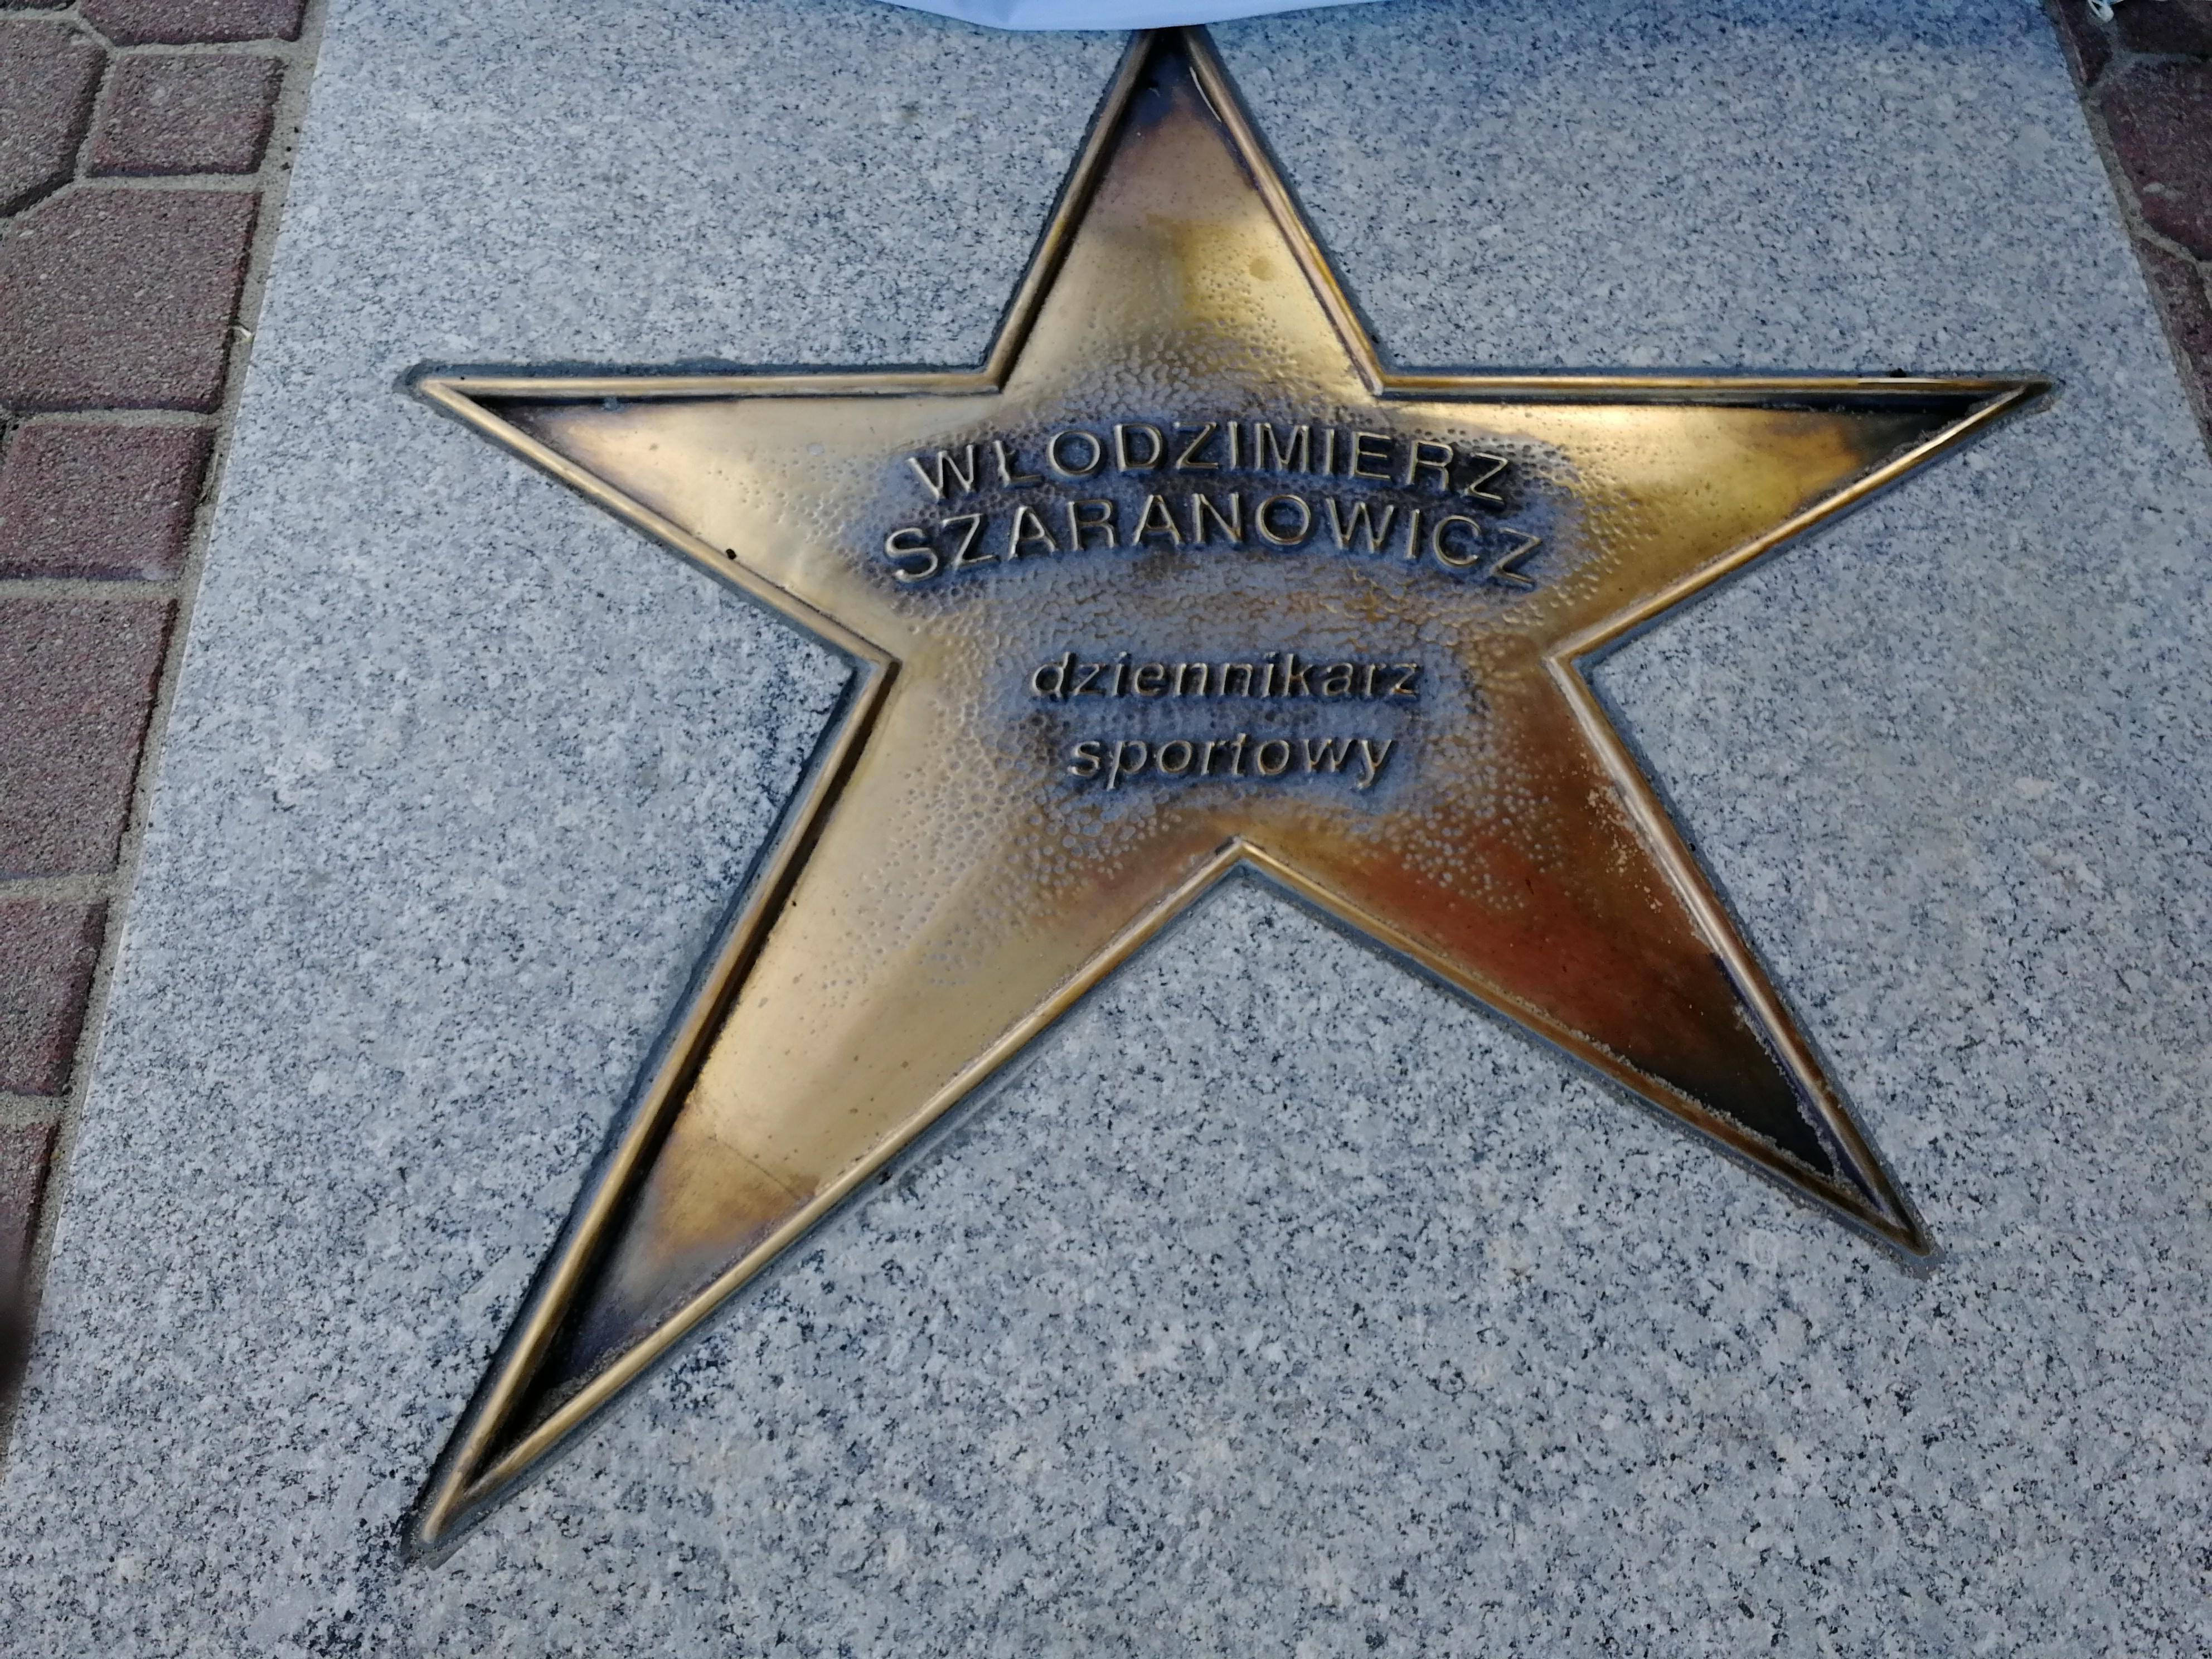 WŁODZIMIERZ
SZARANOWICZ
dziennikarz
sportowy